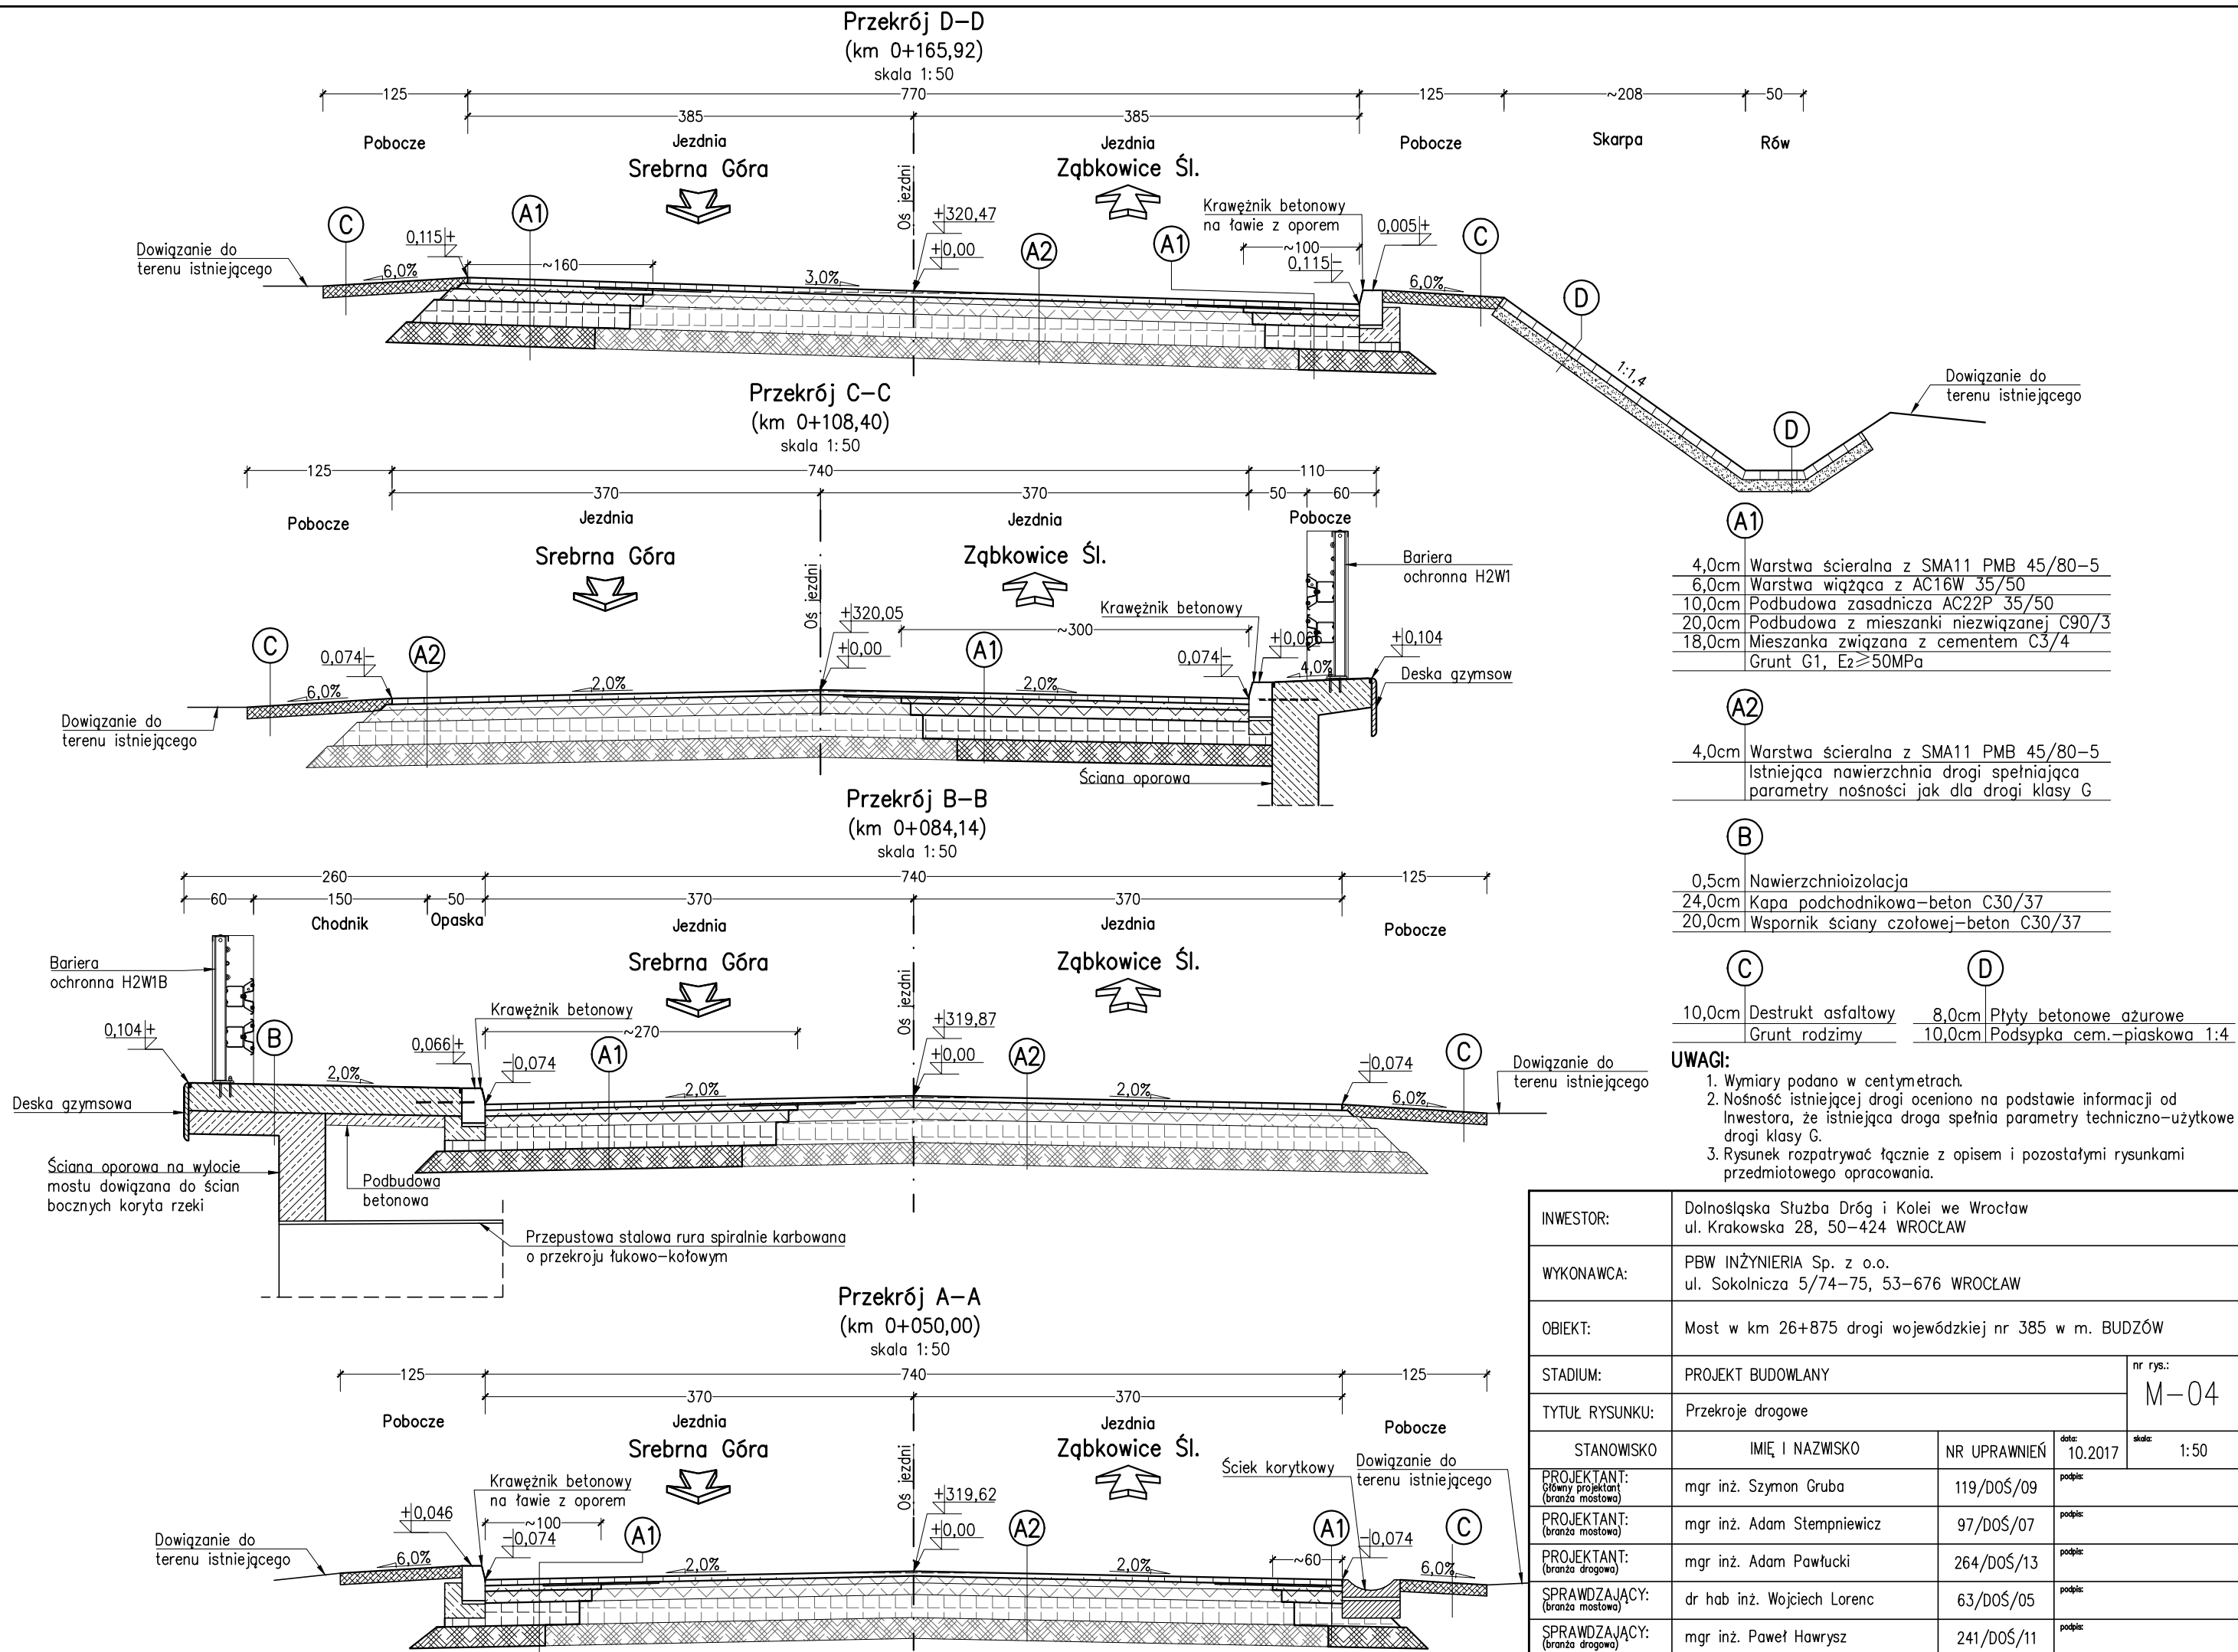 Przekrój D-D
(km 0+165,92)
skala 1:50
125
770
125
~208
50
385
385
Pobocze
Jezdnia
Jezdnia
Pobocze
Skarpa
Rów
Srebrna Góra
Ząbkowice Śl.
Oś jezdni
Krawężnik betonowy
na ławie z oporem
C
A1
0,115+
+320,47
+0,00
A2
A1
~100
0,115-
0,005+
C
Dowiązanie do
terenu istniejącego
6,0%
~160
3,0%
6,0%
D
1:1,4
Dowiązanie do
terenu istniejącego
D
Przekrój C-C
(km 0+108,40)
skala 1:50
125
740
110
370
370
50
60
Pobocze
Jezdnia
Jezdnia
Pobocze
Srebrna Góra
Ząbkowice Śl.
Oś jezdni
Bariera
ochronna H2W1
Krawężnik betonowy
+320,05
+0,00
~300
C
0,074-
A2
A1
0,074-
+0,066
+0,104
4,0%
Deska gzymsow
6,0%
2,0%
2,0%
Dowiązanie do
terenu istniejącego
Ściana oporowa
Przekrój B-B
(km 0+084,14)
skala 1:50
260
740
125
60
150
50
370
370
Chodnik
Opaska
Jezdnia
Jezdnia
Pobocze
Srebrna Góra
Ząbkowice Śl.
Oś jezdni
Bariera
ochronna H2W1B
Krawężnik betonowy
~270
0,104+
B
0,066+
A1
-0,074
+319,87
+0,00
A2
-0,074
C
Dowiązanie do
terenu istniejącego
2,0%
2,0%
2,0%
6,0%
Deska gzymsowa
Ściana oporowa na wylocie
mostu dowiązana do ścian
bocznych koryta rzeki
Podbudowa
betonowa
Przepustowa stalowa rura spiralnie karbowana
o przekroju łukowo-kołowym
Przekrój A-A
(km 0+050,00)
skala 1:50
125
740
125
370
370
Pobocze
Jezdnia
Jezdnia
Pobocze
Srebrna Góra
Ząbkowice Śl.
Oś jezdni
Krawężnik betonowy
na ławie z oporem
Ściek korytkowy
Dowiązanie do
terenu istniejącego
+0,046
~100
-0,074
A1
+319,62
+0,00
A2
A1
~60
-0,074
C
Dowiązanie do
terenu istniejącego
6,0%
2,0%
2,0%
6,0%
A1
4,0cm Warstwa ścieralna z SMA11 PMB 45/80-5
6,0cm Warstwa wiążąca z AC16W 35/50
10,0cm Podbudowa zasadnicza AC22P 35/50
20,0cm Podbudowa z mieszanki niezwiązanej C90/3
18,0cm Mieszanka związana z cementem C3/4
Grunt G1, E2⩾50MPa
A2
4,0cm Warstwa ścieralna z SMA11 PMB 45/80-5
Istniejąca nawierzchnia drogi spełniająca
parametry nośności jak dla drogi klasy G
B
0,5cm Nawierzchnioizolacja
24,0cm Kapa podchodnikowa-beton C30/37
20,0cm Wspornik ściany czołowej-beton C30/37
C
10,0cm Destrukt asfaltowy
Grunt rodzimy
D
8,0cm Płyty betonowe ażurowe
10,0cm Podsypka cem.-piaskowa 1:4
UWAGI:
1. Wymiary podano w centymetrach.
2. Nośność istniejącej drogi oceniono na podstawie informacji od
Inwestora, że istniejąca droga spełnia parametry techniczno-użytkowe
drogi klasy G.
3. Rysunek rozpatrywać łącznie z opisem i pozostałymi rysunkami
przedmiotowego opracowania.
INWESTOR:
Dolnośląska Służba Dróg i Kolei we Wrocław
ul. Krakowska 28, 50-424 WROCŁAW
WYKONAWCA:
PBW INŻYNIERIA Sp. z o.o.
ul. Sokolnicza 5/74-75, 53-676 WROCŁAW
OBIEKT:
Most w km 26+875 drogi wojewódzkiej nr 385 w m. BUDZÓW
STADIUM:
PROJEKT BUDOWLANY
nr rys.:
M-04
TYTUŁ RYSUNKU:
Przekroje drogowe
STANOWISKO
IMIĘ I NAZWISKO
NR UPRAWNIEŃ
data:
10.2017
skala:
1:50
PROJEKTANT:
Główny projektant
(branża mostowa)
mgr inż. Szymon Gruba
119/DOŚ/09
podpis:
PROJEKTANT:
(branża mostowa)
mgr inż. Adam Stempniewicz
97/DOŚ/07
podpis:
PROJEKTANT:
(branża drogowa)
mgr inż. Adam Pawłucki
264/DOŚ/13
podpis:
SPRAWDZAJĄCY:
(branża mostowa)
dr hab inż. Wojciech Lorenc
63/DOŚ/05
podpis:
SPRAWDZAJĄCY:
(branża drogowa)
mgr inż. Paweł Hawrysz
241/DOŚ/11
podpis: